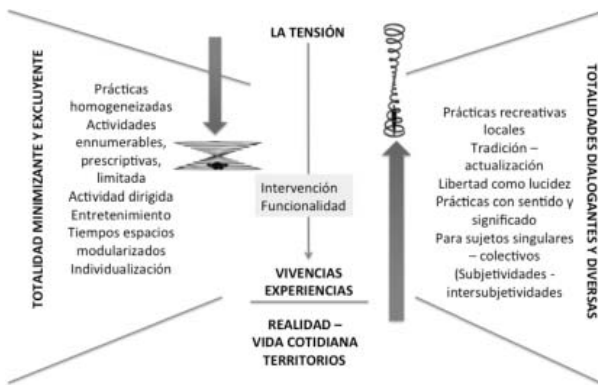 TOTALIDAD MINIMIZANTE Y EXCLUYENTE
Prácticas
homogeneizadas
Actividades
ennumerables,
prescriptivas,
limitada
Actividad dirigida
Entretenimiento
Tiempos espacios
modularizados
Individualización
LA TENSIÓN
Intervención
Funcionalidad
VIVENCIAS
EXPERIENCIAS
REALIDAD –
VIDA COTIDIANA
TERRITORIOS
Prácticas recreativas
locales
Tradición –
actualización
Libertad como lucidez
Prácticas con sentido y
significado
Para sujetos singulares
– colectivos
(Subjetividades -
intersubjetividades
TOTALIDADES DIALOGANTES Y DIVERSAS